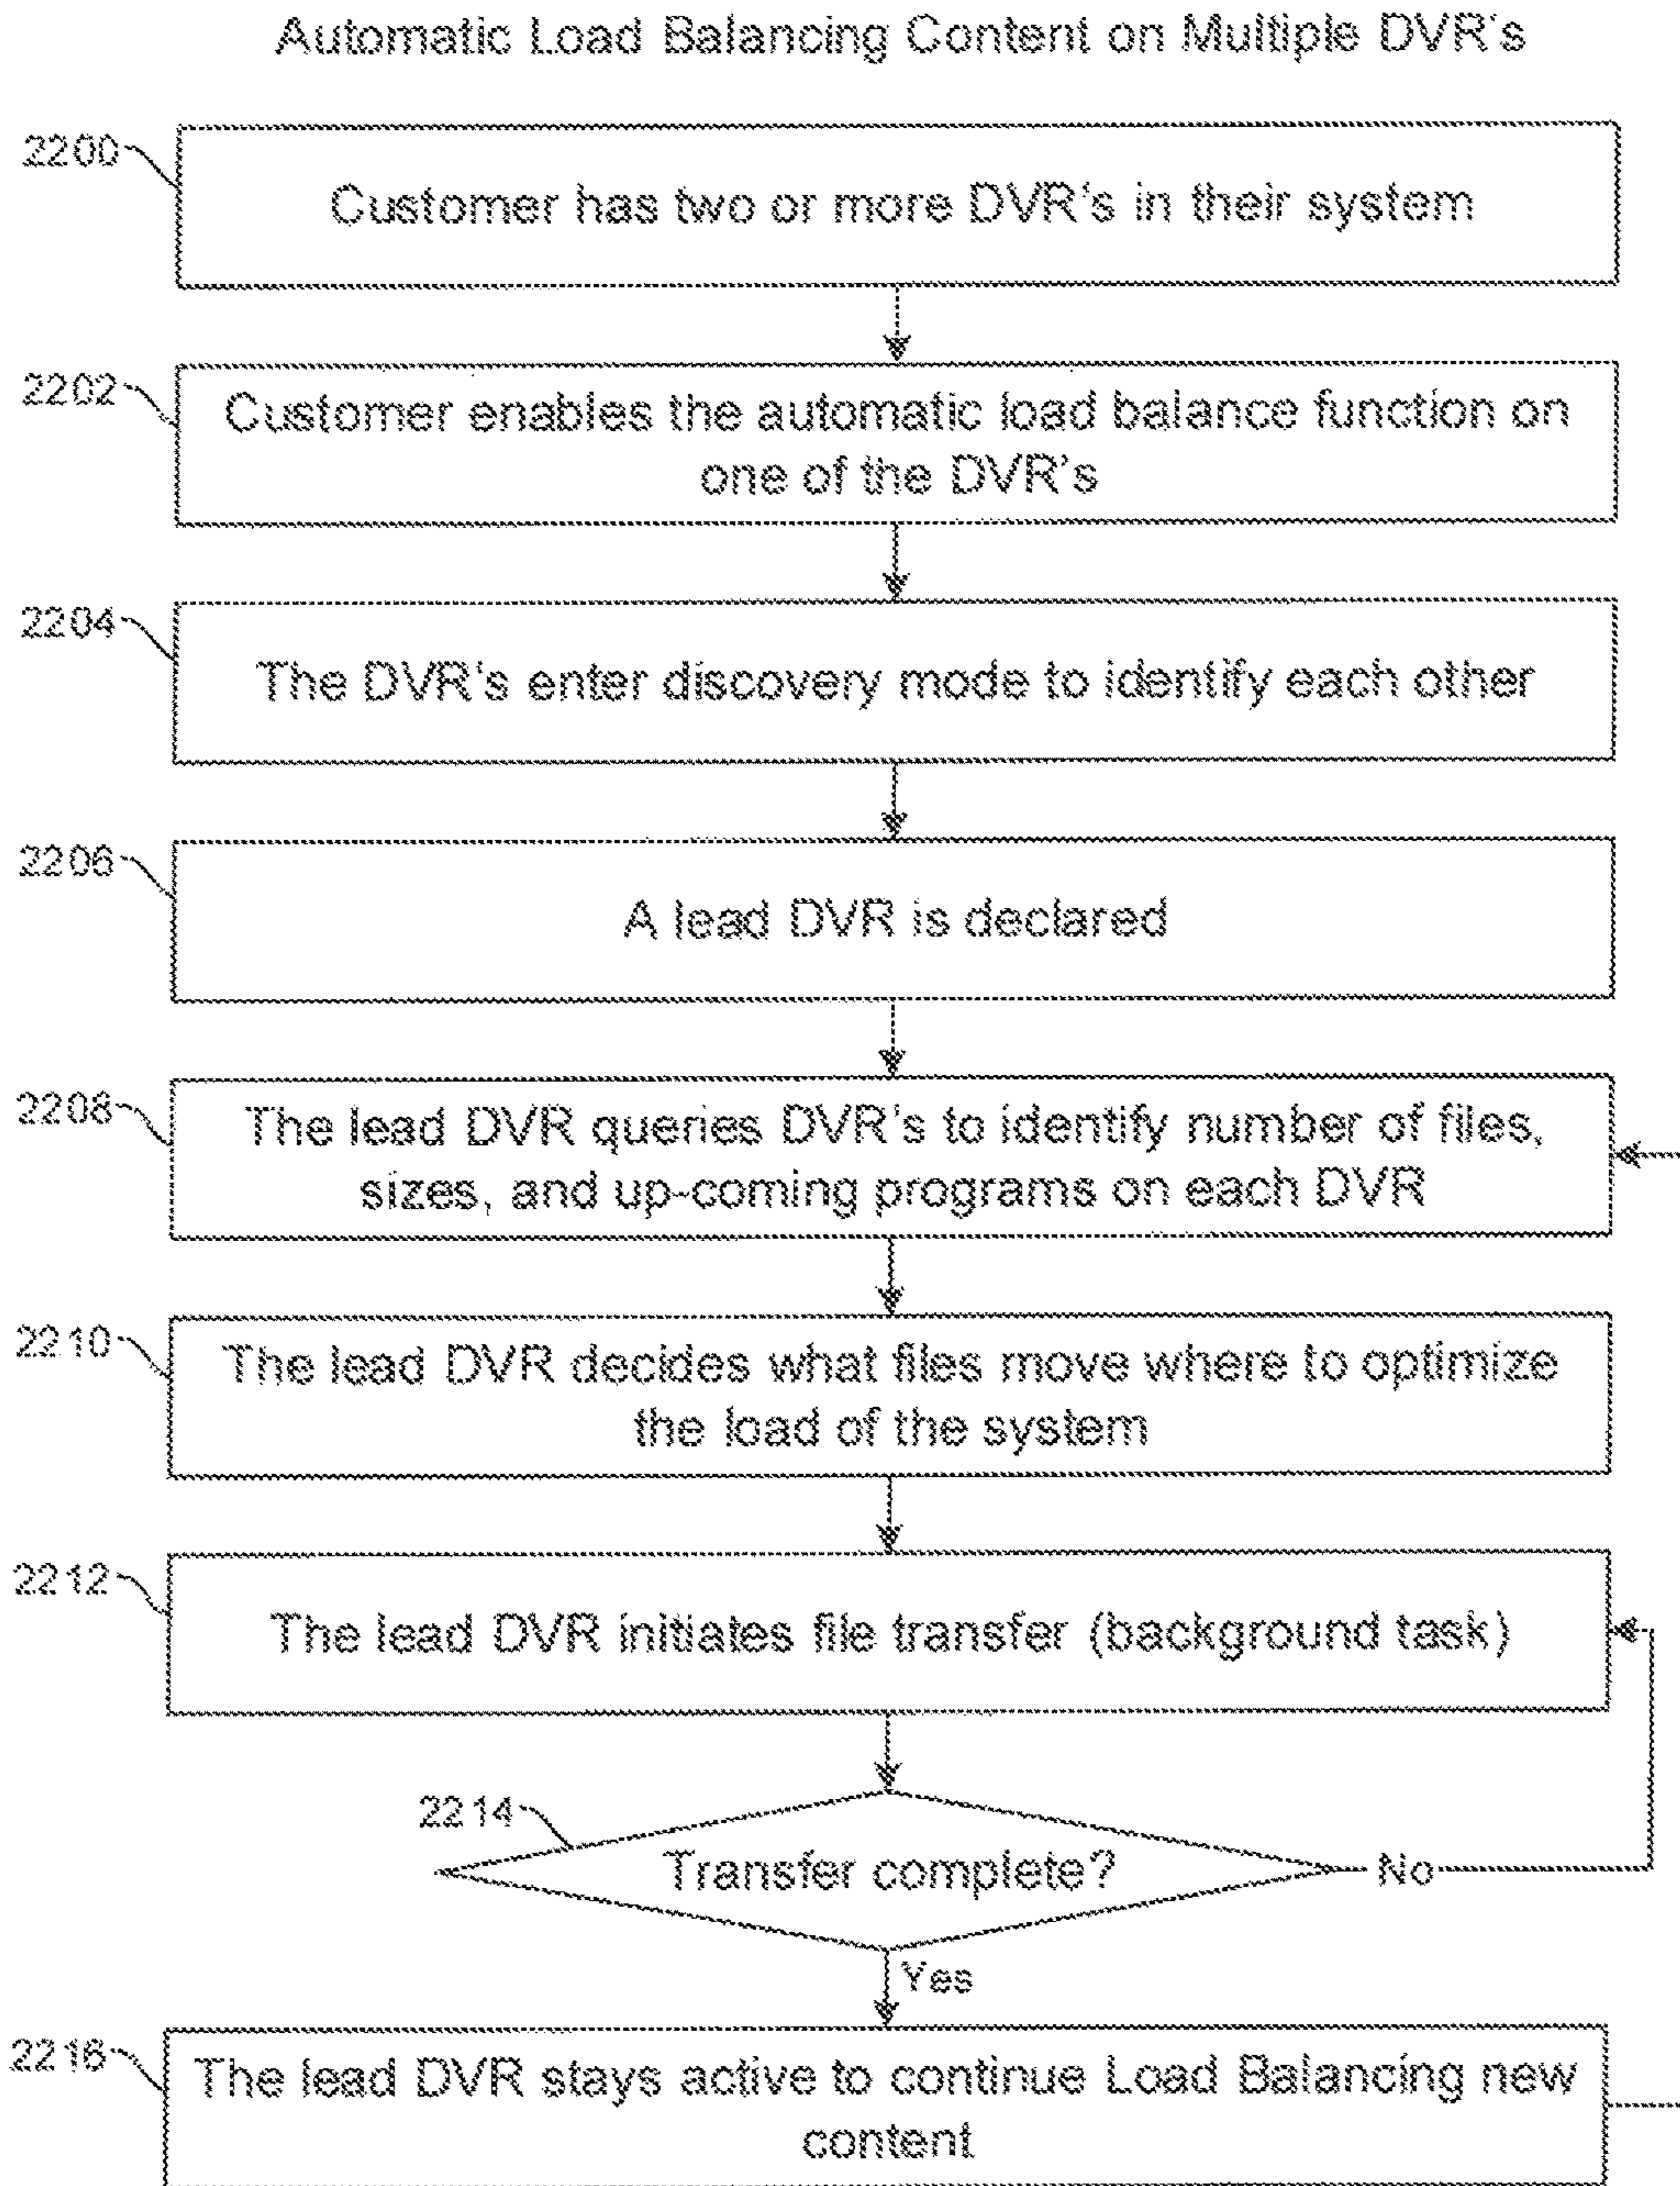 Automatic Load Balancing Content on Multiple DVR's
2200
Customer has two or more DVR's in their system
2202
Customer enables the automatic load balance function on
one of the DVR's
2204
The DVR's enter discovery mode to identify each other
2206
A lead DVR is declared
2208
The lead DVR queries DVR's to identify number of files,
sizes, and up-coming programs on each DVR
2210
The lead DVR decides what files move where to optimize
the load of the system
2212
The lead DVR initiates file transfer (background task)
2214
Transfer complete?
No
Yes
2216
The lead DVR stays active to continue Load Balancing new
content